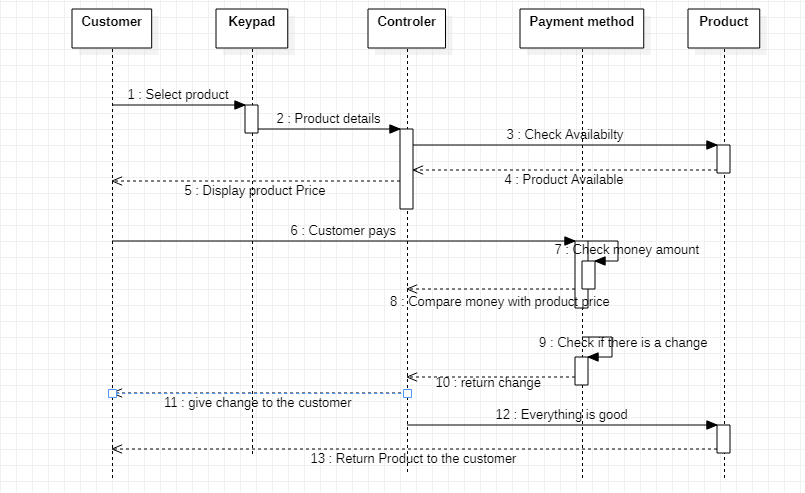 Customer
Keypad
Controler
Payment method
Product
1 : Select product
2 : Product details
3 : Check Availabilty
4 : Product Available
5 : Display product Price
6 : Customer pays
7 : Check money amount
8 : Compare money with product price
9 : Check if there is a change
10 : return change
11 : give change to the customer
12 : Everything is good
13 : Return Product to the customer